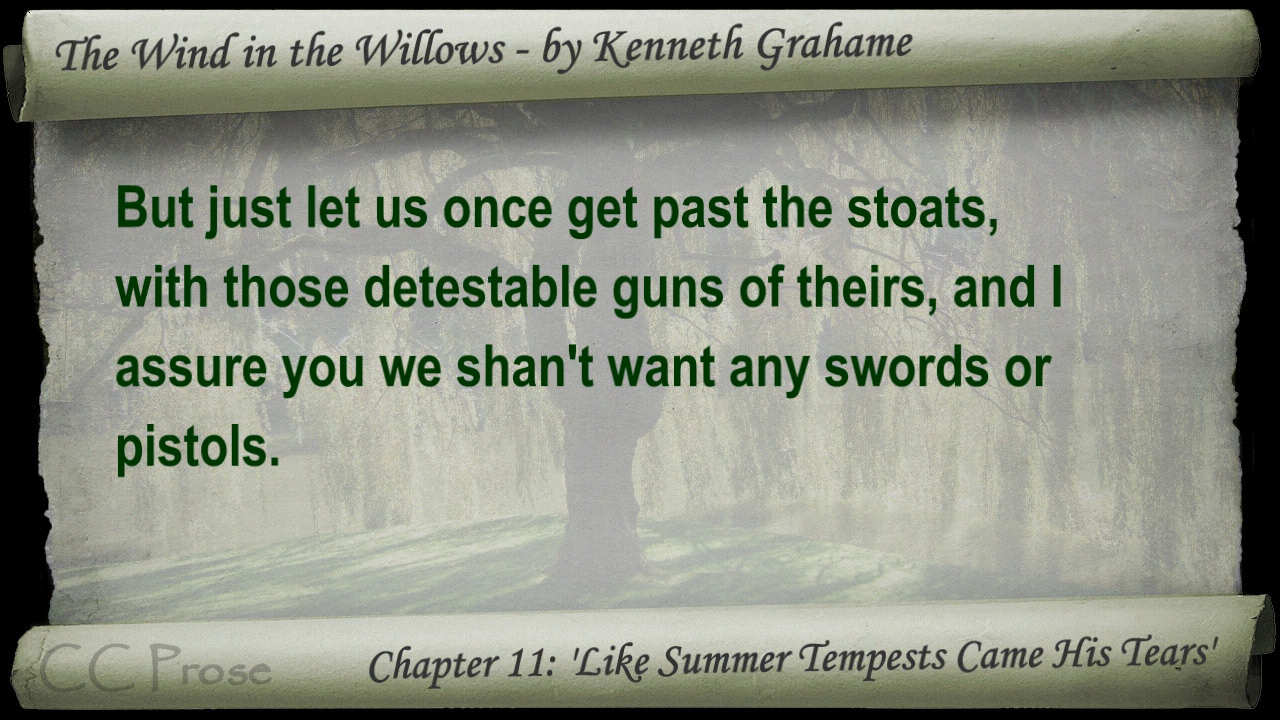 The Wind in the Willows - by Kenneth Grahame
But just let us once get past the stoats,
with those detestable guns of theirs, and I
assure you we shan't want any swords or
pistols.
CC Prose
Chapter 11: 'Like Summer Tempests Came His Tears'